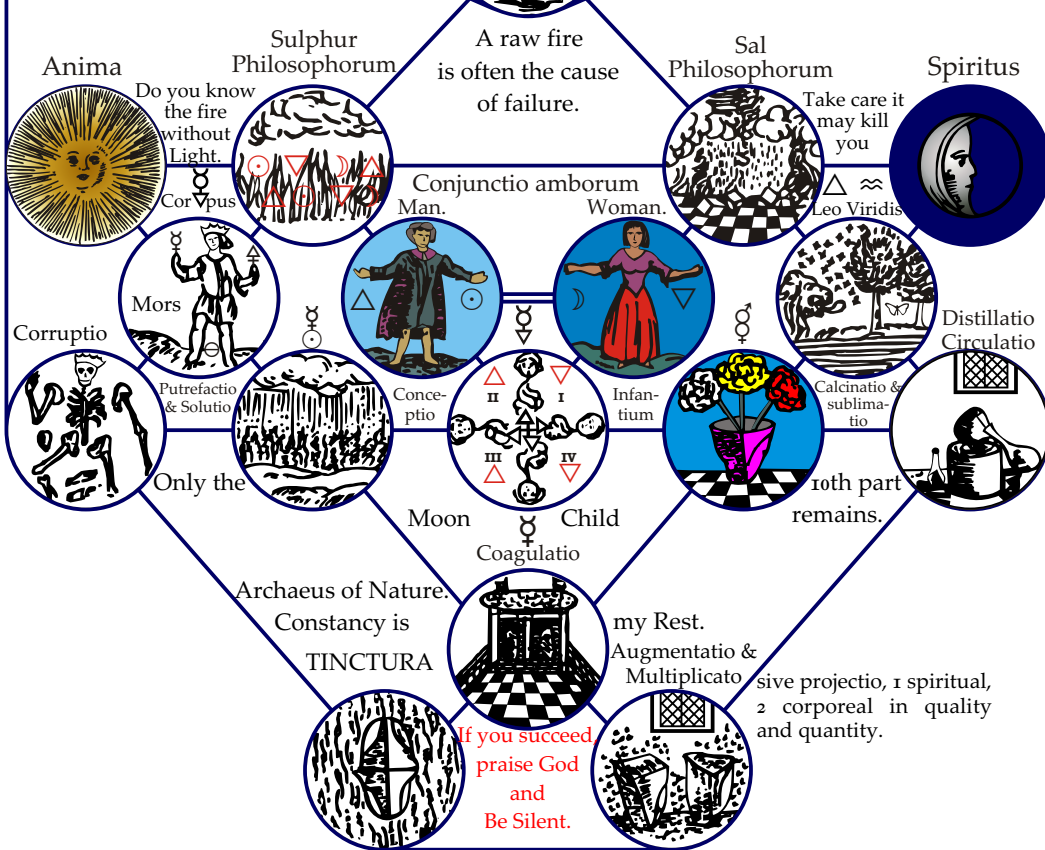 A raw fire
is often the cause
of failure.
Sulphur
Philosophorum
Sal
Philosophorum
Anima
Spiritus
Do you know
the fire
without
Light.
Take care it
may kill
you
Corpus
Conjunctio amborum
Man.
Woman.
Leo Viridis
Mors
Corruptio
Distillatio
Circulatio
Putrefactio
& Solutio
Conce-
ptio
II
I
III
IV
Infan-
tium
Calcinatio &
sublima-
tio
Only the
10th part
remains.
Moon
Child
Coagulatio
Archaeus of Nature.
Constancy is
my Rest.
TINCTURA
Augmentatio &
Multiplicato
sive projectio, 1 spiritual,
2 corporeal in quality
and quantity.
If you succeed,
praise God
and
Be Silent.